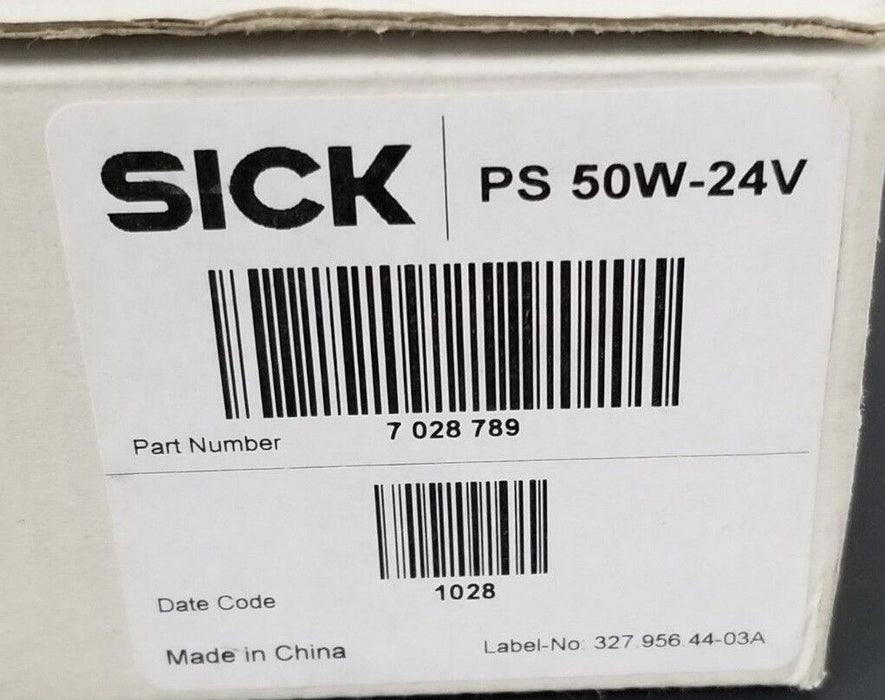 SICK
PS 50W-24V
7 028 789
Part Number
1028
Date Code
Made in China
Label-No: 327.956.44-03A